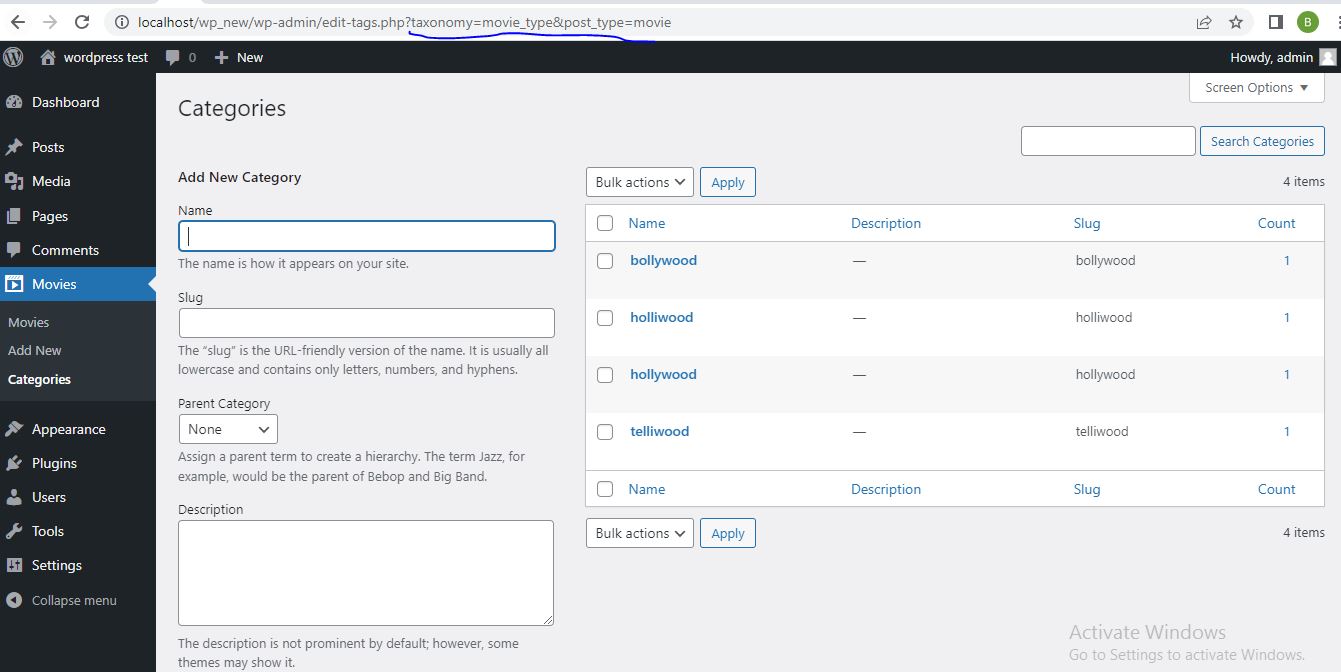 localhost/wp_new/wp-admin/edit-tags.php?taxonomy=movie_type&post_type=movie
B
wordpress test
0
New
Howdy, admin
Dashboard
Posts
Media
Pages
Comments
Movies
Movies
Add New
Categories
Appearance
Plugins
Users
Tools
Settings
Collapse menu
Categories
Screen Options ▼
Search Categories
Add New Category
Name
The name is how it appears on your site.
Slug
The “slug” is the URL-friendly version of the name. It is usually all
lowercase and contains only letters, numbers, and hyphens.
Parent Category
None
Assign a parent term to create a hierarchy. The term Jazz, for
example, would be the parent of Bebop and Big Band.
Description
The description is not prominent by default; however, some
themes may show it.
Bulk actions Apply 4 items
Name Description Slug Count
bollywood — bollywood 1
holliwood — holliwood 1
hollywood — hollywood 1
telliwood — telliwood 1
Name Description Slug Count
Bulk actions Apply 4 items
Activate Windows
Go to Settings to activate Windows.